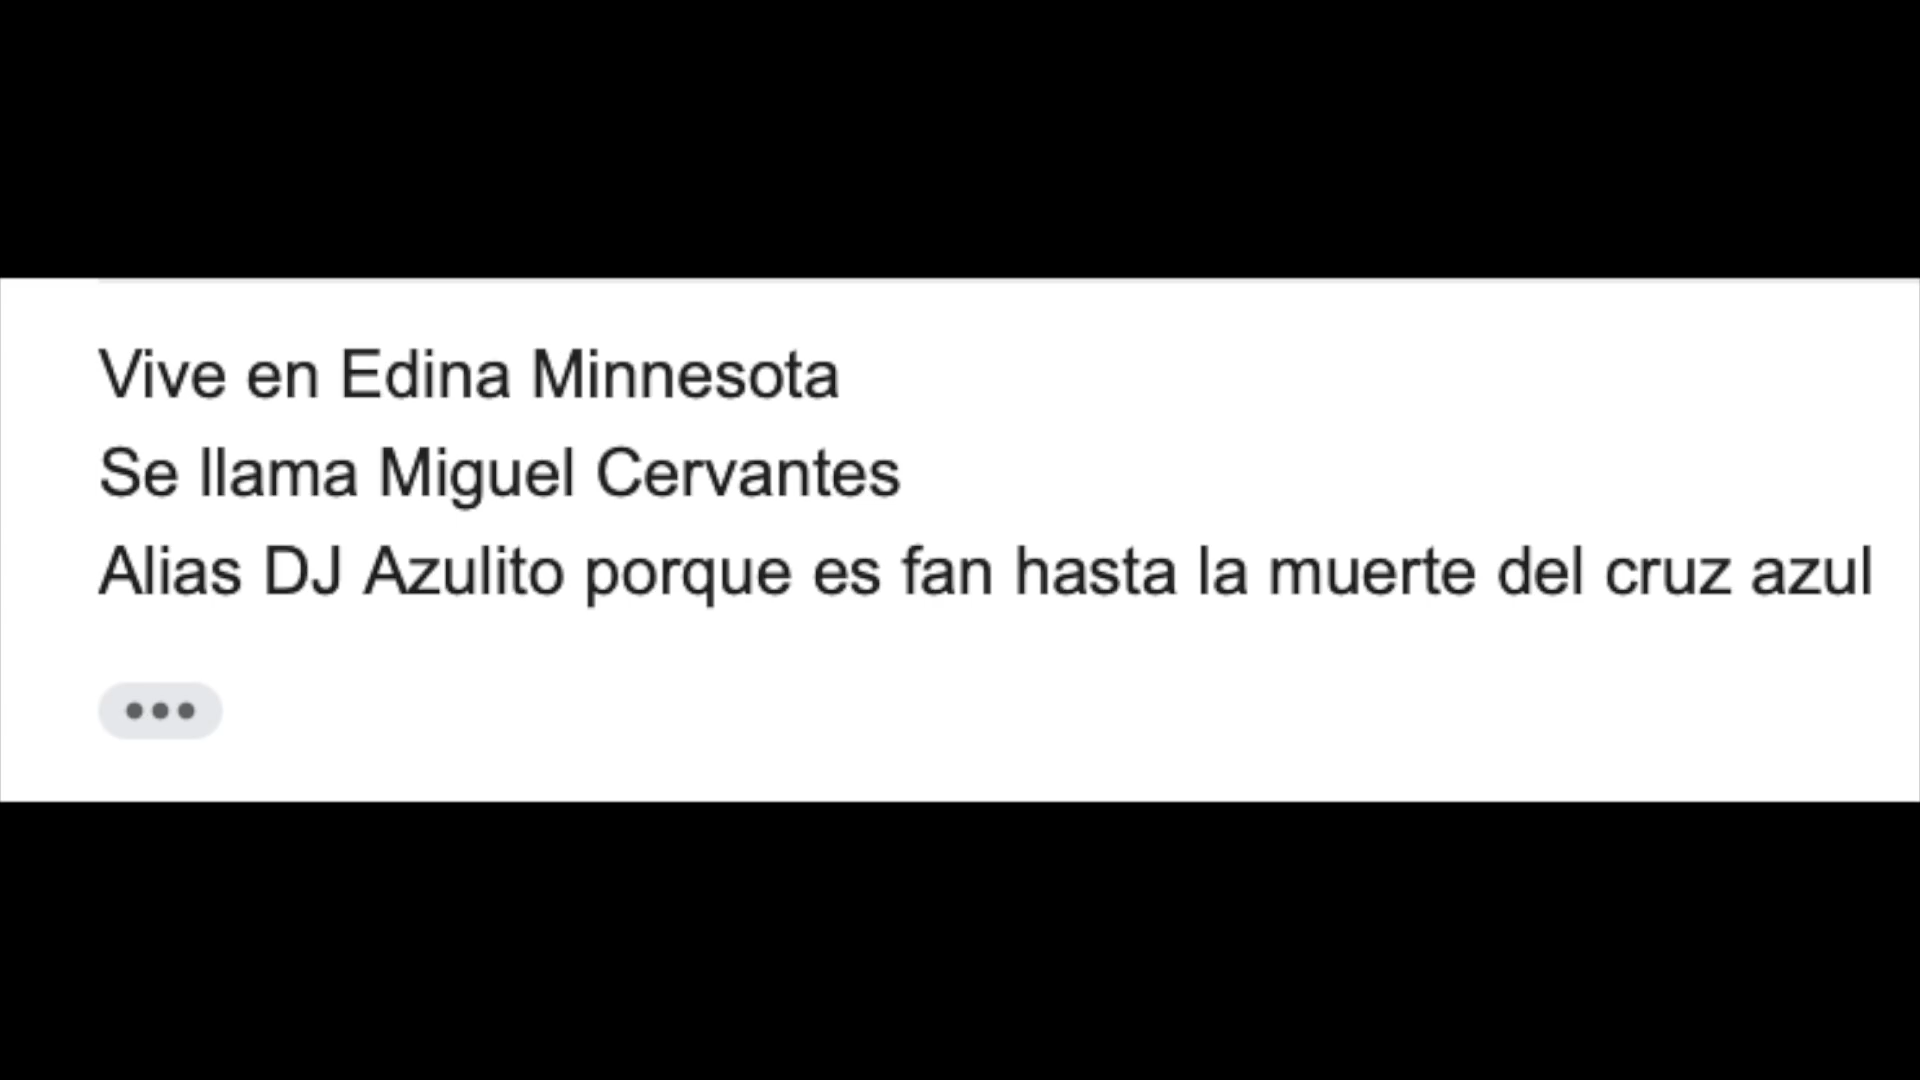 Vive en Edina Minnesota
Se llama Miguel Cervantes
Alias DJ Azulito porque es fan hasta la muerte del cruz azul